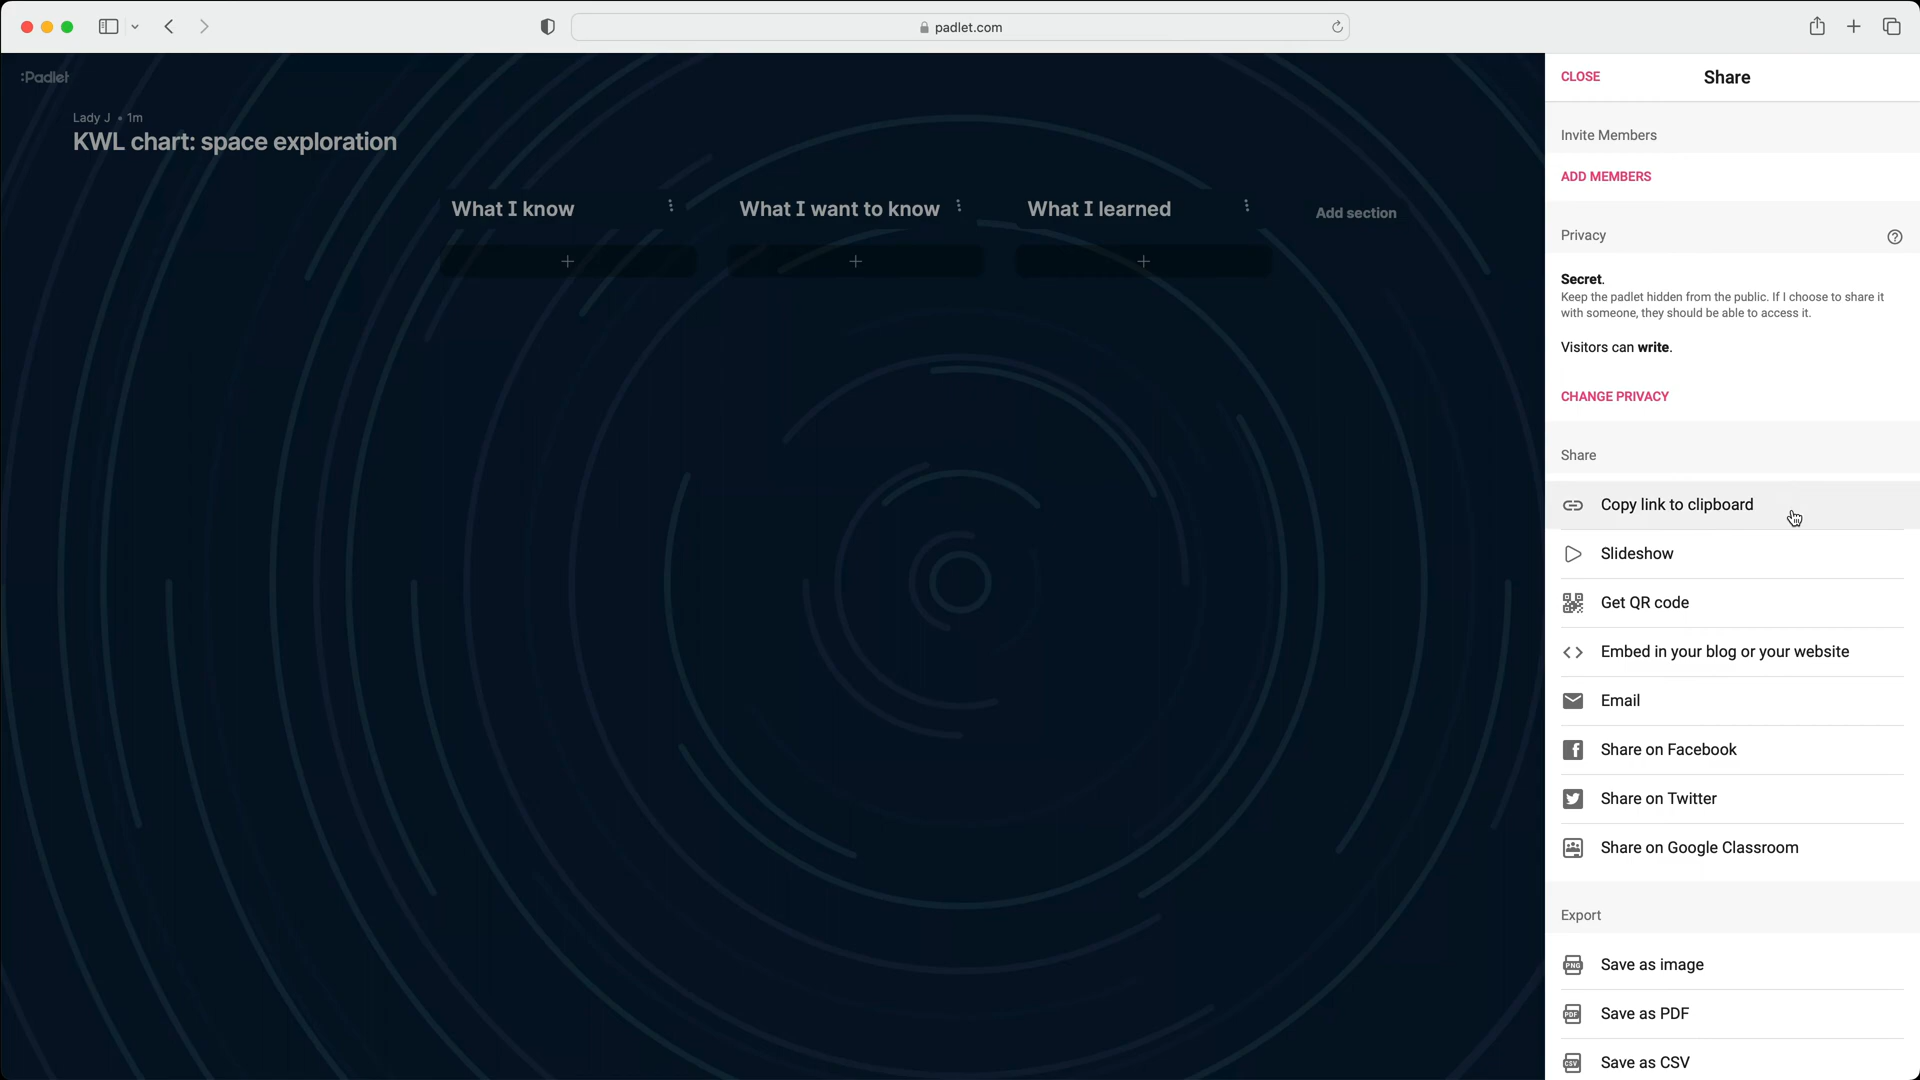 padlet.com
:Padlet
Lady J • 1m
KWL chart: space exploration
What I know
What I want to know
What I learned
Add section
CLOSE
Share
Invite Members
ADD MEMBERS
Privacy
Secret.
Keep the padlet hidden from the public. If I choose to share it
with someone, they should be able to access it.
Visitors can write.
CHANGE PRIVACY
Share
Copy link to clipboard
Slideshow
Get QR code
Embed in your blog or your website
Email
Share on Facebook
Share on Twitter
Share on Google Classroom
Export
PNG Save as image
PDF Save as PDF
CSV Save as CSV